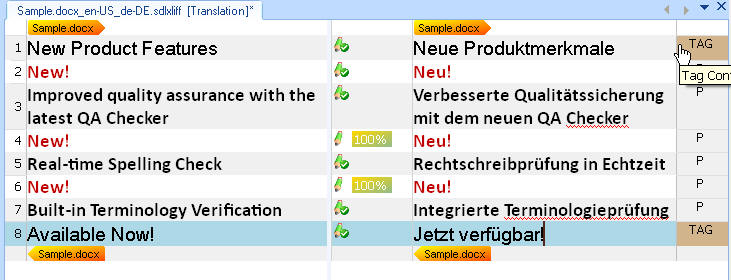 Sample.docx_en-US_de-DE.sdlxliff [Translation]*
Sample.docx Sample.docx
1 New Product Features Neue Produktmerkmale TAG
2 New! Neu! P
Tag Con
3 Improved quality assurance with the latest QA Checker Verbesserte Qualitätssicherung mit dem neuen QA Checker P
4 New! 100% Neu! P
5 Real-time Spelling Check Rechtschreibprüfung in Echtzeit P
6 New! 100% Neu! P
7 Built-in Terminology Verification Integrierte Terminologieprüfung P
8 Available Now! Jetzt verfügbar! TAG
Sample.docx Sample.docx